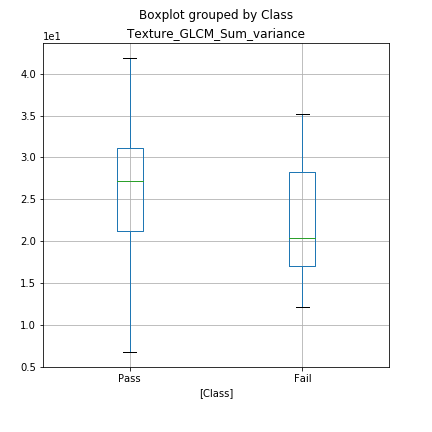 Boxplot grouped by Class
Texture_GLCM_Sum_variance
1e1
4.0
3.5
3.0
2.5
2.0
1.5
1.0
0.5
Pass Fail
[Class]